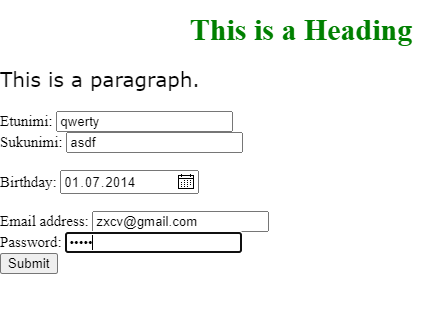 This is a Heading
This is a paragraph.
Etunimi: qwerty
Sukunimi: asdf
Birthday: 01.07.2014
Email address: zxcv@gmail.com
Password: •••••
Submit